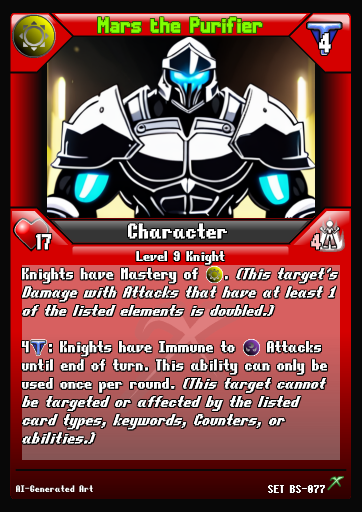 Mars the Purifier
4
17
Character
4
Level 9 Knight
Knights have Mastery of . (This target's
Damage with Attacks that have at least 1
of the listed elements is doubled.)
4 : Knights have Immune to Attacks
until end of turn. This ability can only be
used once per round. (This target cannot
be targeted or affected by the listed
card types, keywords, Counters, or
abilities.)
AI-Generated Art
SET BS-077